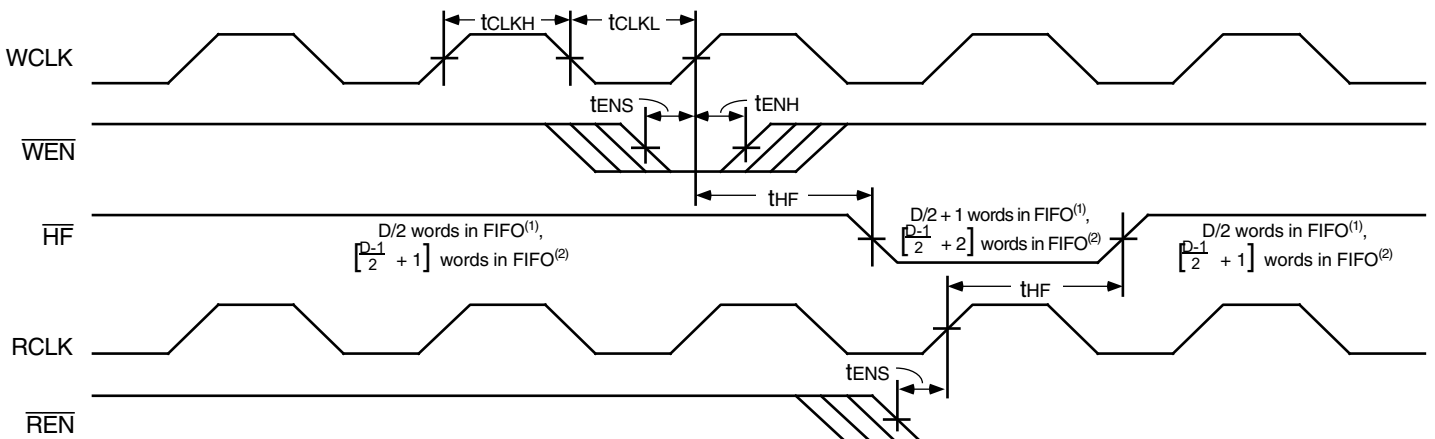 tCLKH
tCLKL
WCLK
tENS
tENH
WEN
tHF
HF
D/2 words in FIFO(1),
[D-1/2 + 1] words in FIFO(2)
D/2 + 1 words in FIFO(1),
[D-1/2 + 2] words in FIFO(2)
D/2 words in FIFO(1),
[D-1/2 + 1] words in FIFO(2)
tHF
RCLK
tENS
REN